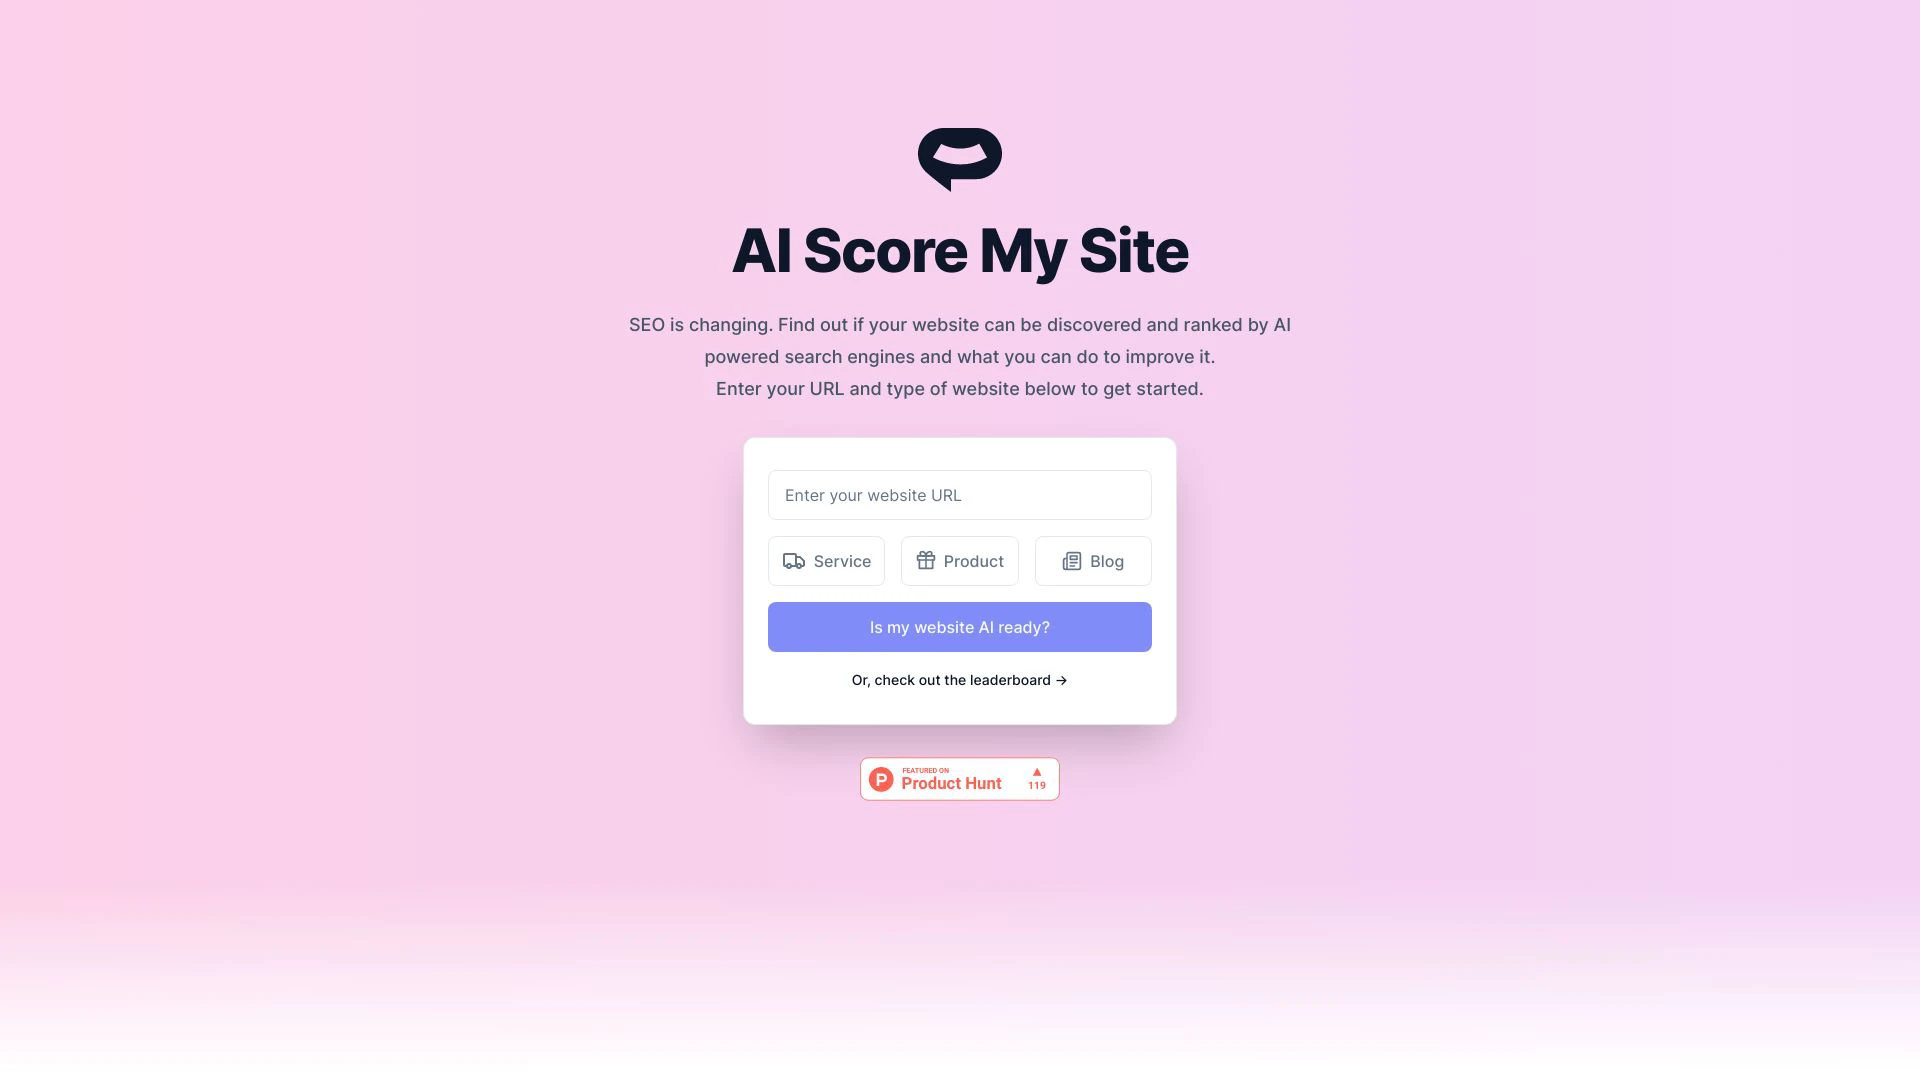 AI Score My Site
SEO is changing. Find out if your website can be discovered and ranked by AI
powered search engines and what you can do to improve it.
Enter your URL and type of website below to get started.
Enter your website URL
Service
Product
Blog
Is my website AI ready?
Or, check out the leaderboard →
FEATURED ON
Product Hunt
▲
119